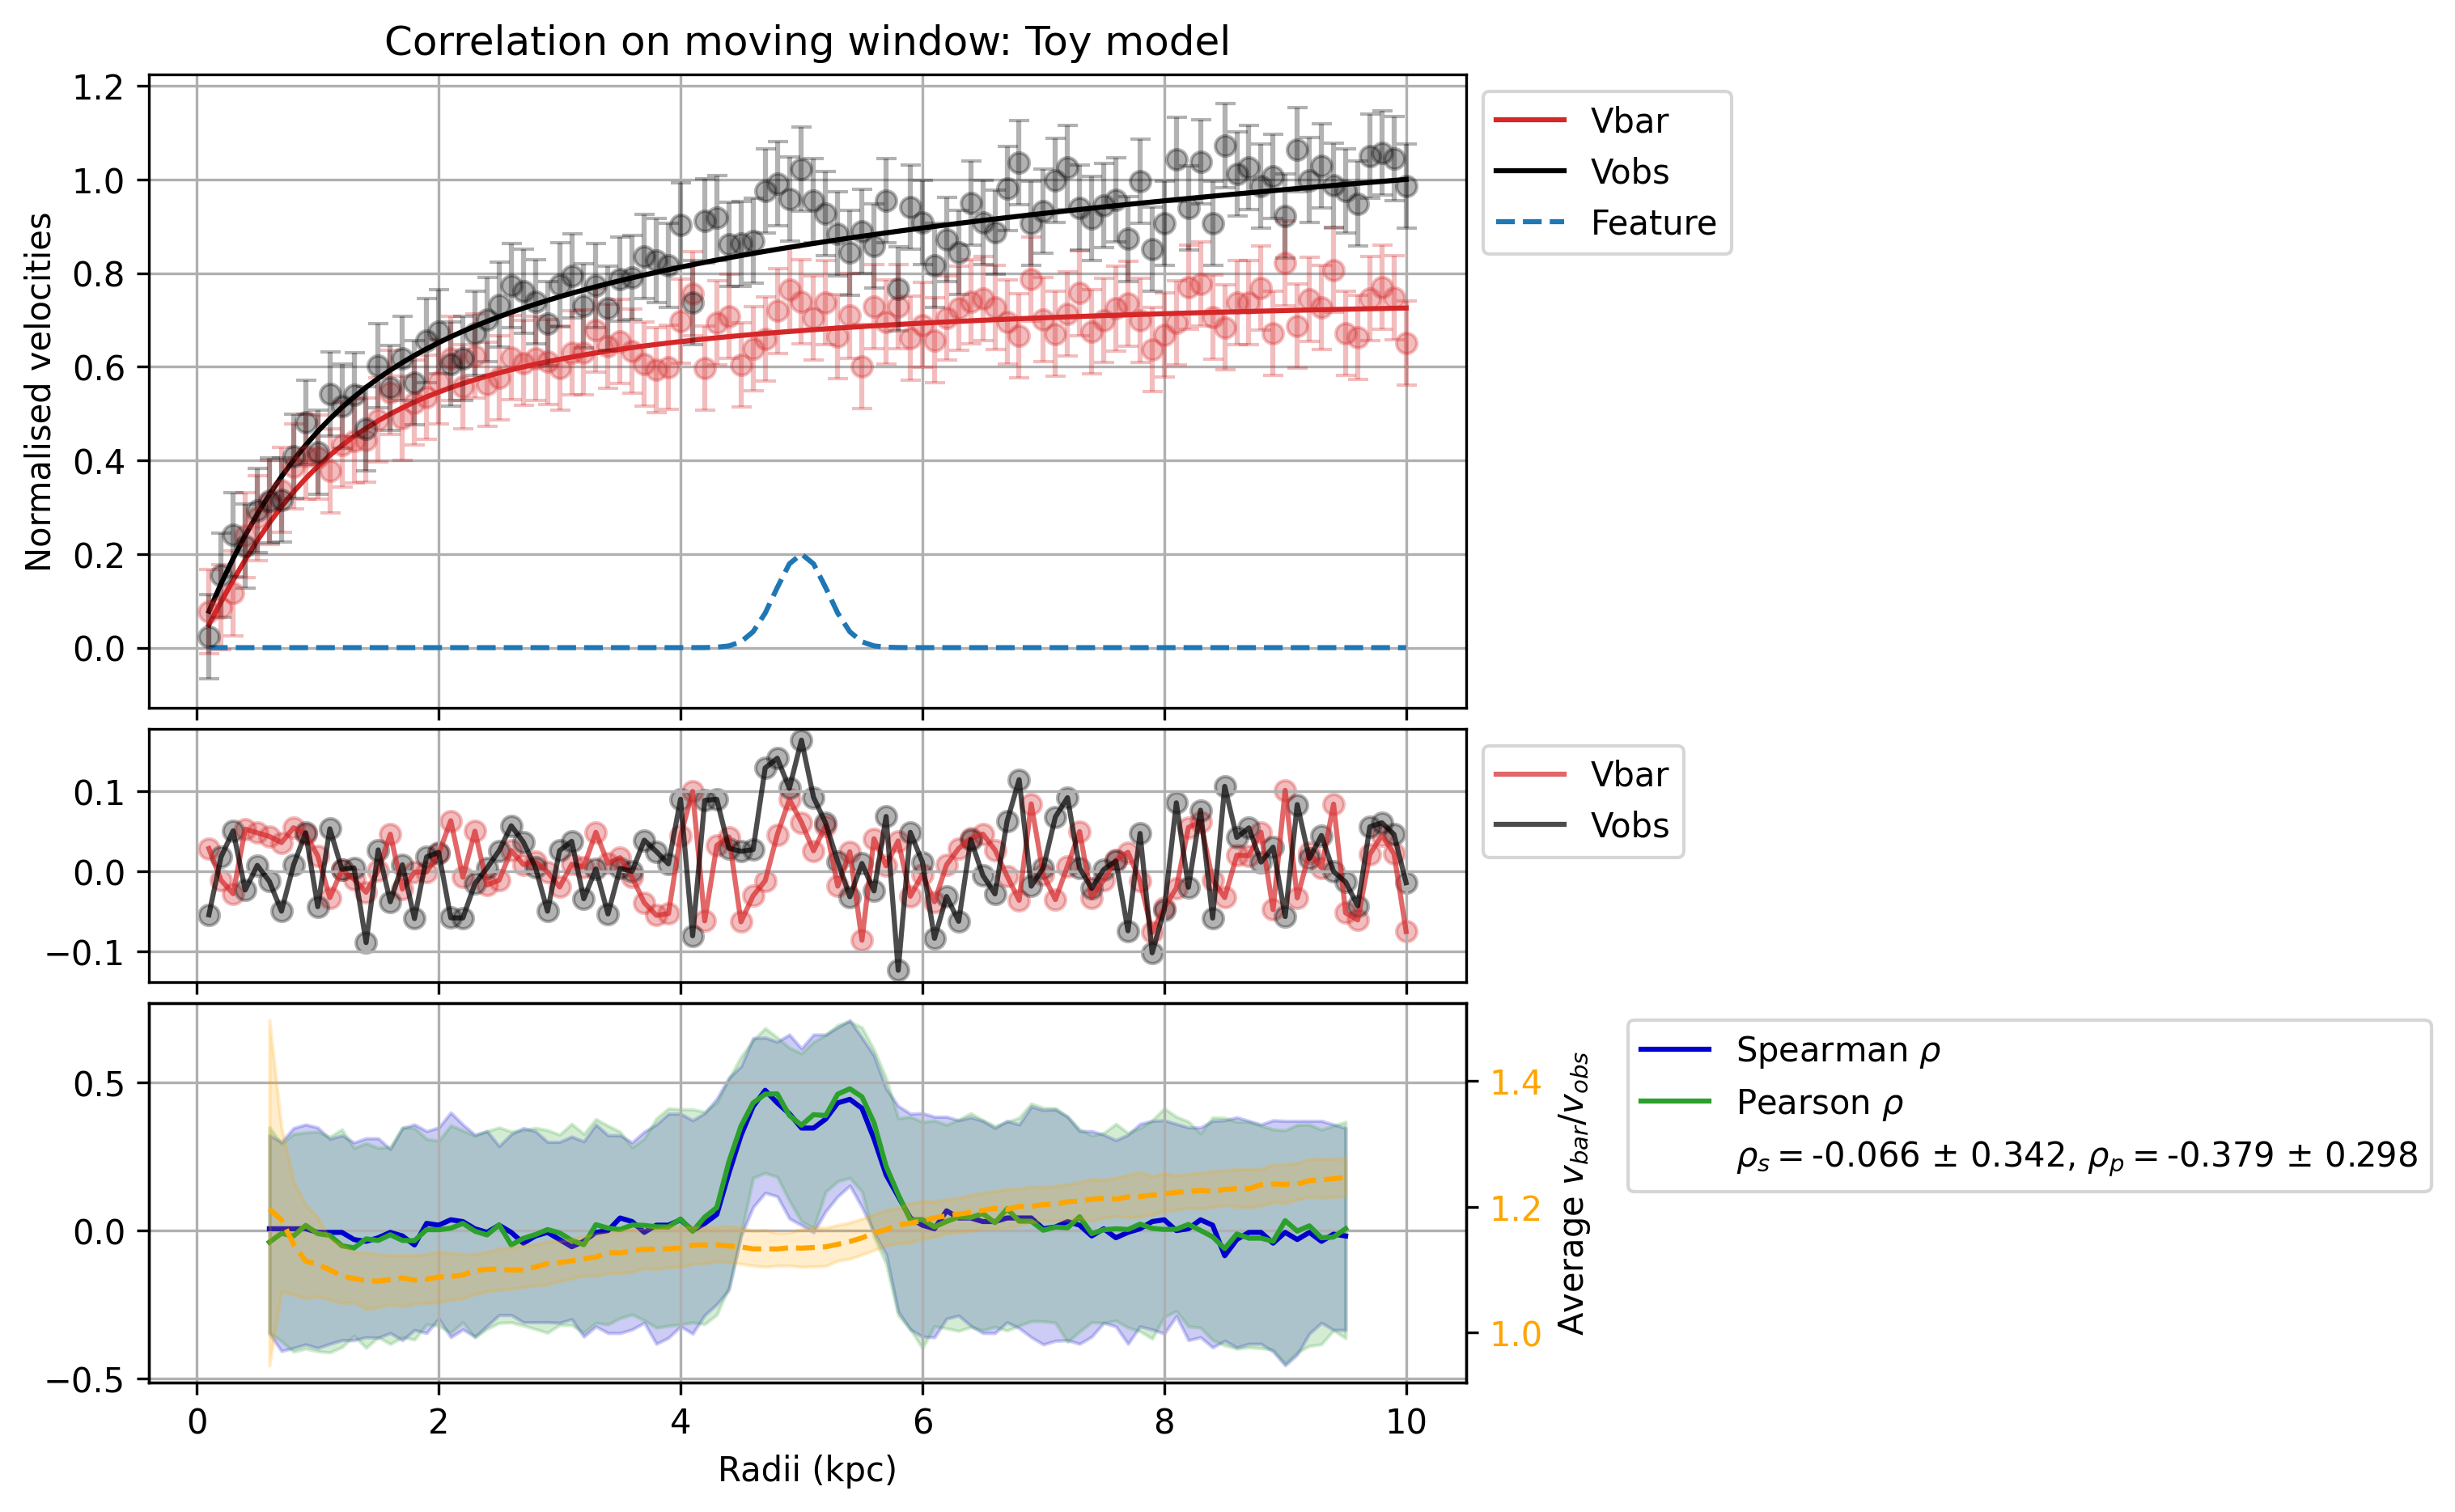 Correlation on moving window: Toy model
Normalised velocities
1.2
1.0
0.8
0.6
0.4
0.2
0.0
Vbar
Vobs
Feature
0.1
0.0
−0.1
Vbar
Vobs
0.5
0.0
−0.5
1.4
1.2
1.0
Average v_bar/v_obs
Spearman ρ
Pearson ρ
ρ_s = -0.066 ± 0.342, ρ_p = -0.379 ± 0.298
0 2 4 6 8 10
Radii (kpc)